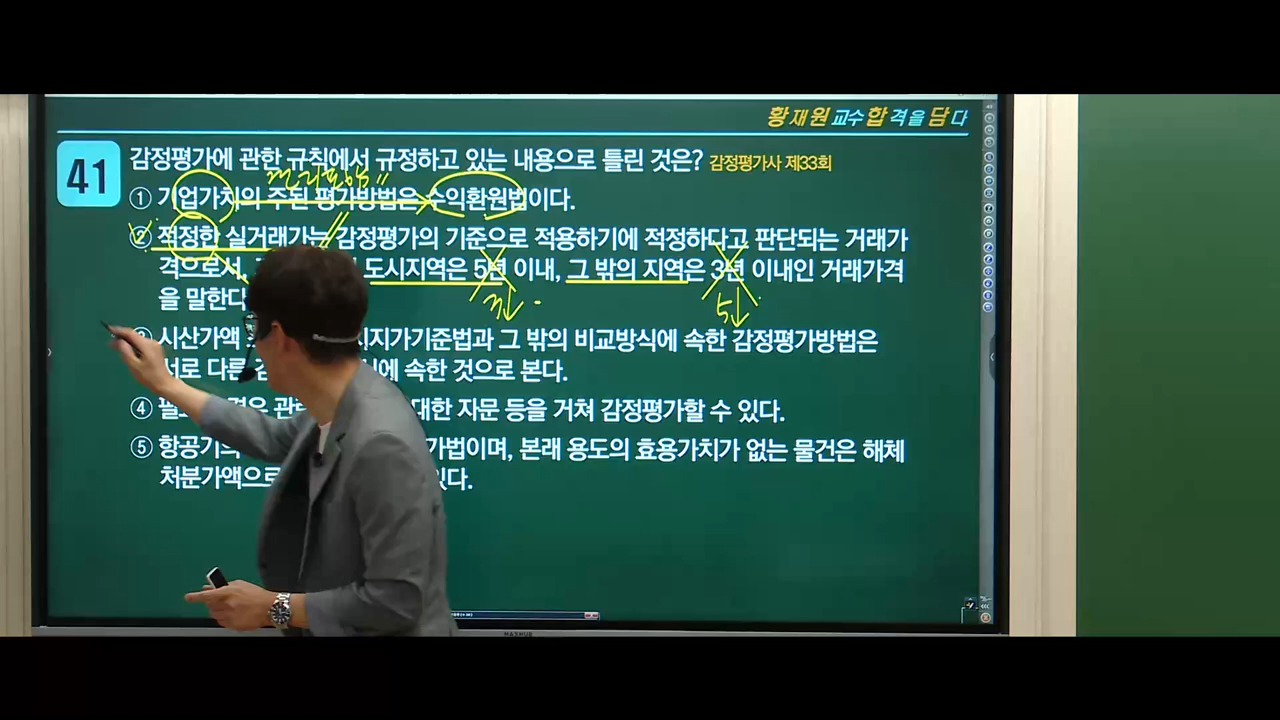 황재원 교수 합격을 담다
41 감정평가에 관한 규칙에서 규정하고 있는 내용으로 틀린 것은? 감정평가사 제33회
① 기업가치의 주된 평가방법은 수익환원법이다.
② 적정한 실거래가는 감정평가의 기준으로 적용하기에 적정하다고 판단되는 거래가
격으로서, 도시지역은 5년 이내, 그 밖의 지역은 3년 이내인 거래가격
3 5
을 말한다
시산가액 시지가기준법과 그 밖의 비교방식에 속한 감정평가방법은
서로 다른 식에 속한 것으로 본다.
④ 대한 자문 등을 거쳐 감정평가할 수 있다.
⑤ 항공기의 가법이며, 본래 용도의 효용가치가 없는 물건은 해체
처분가액으로 있다.
MAXHUB